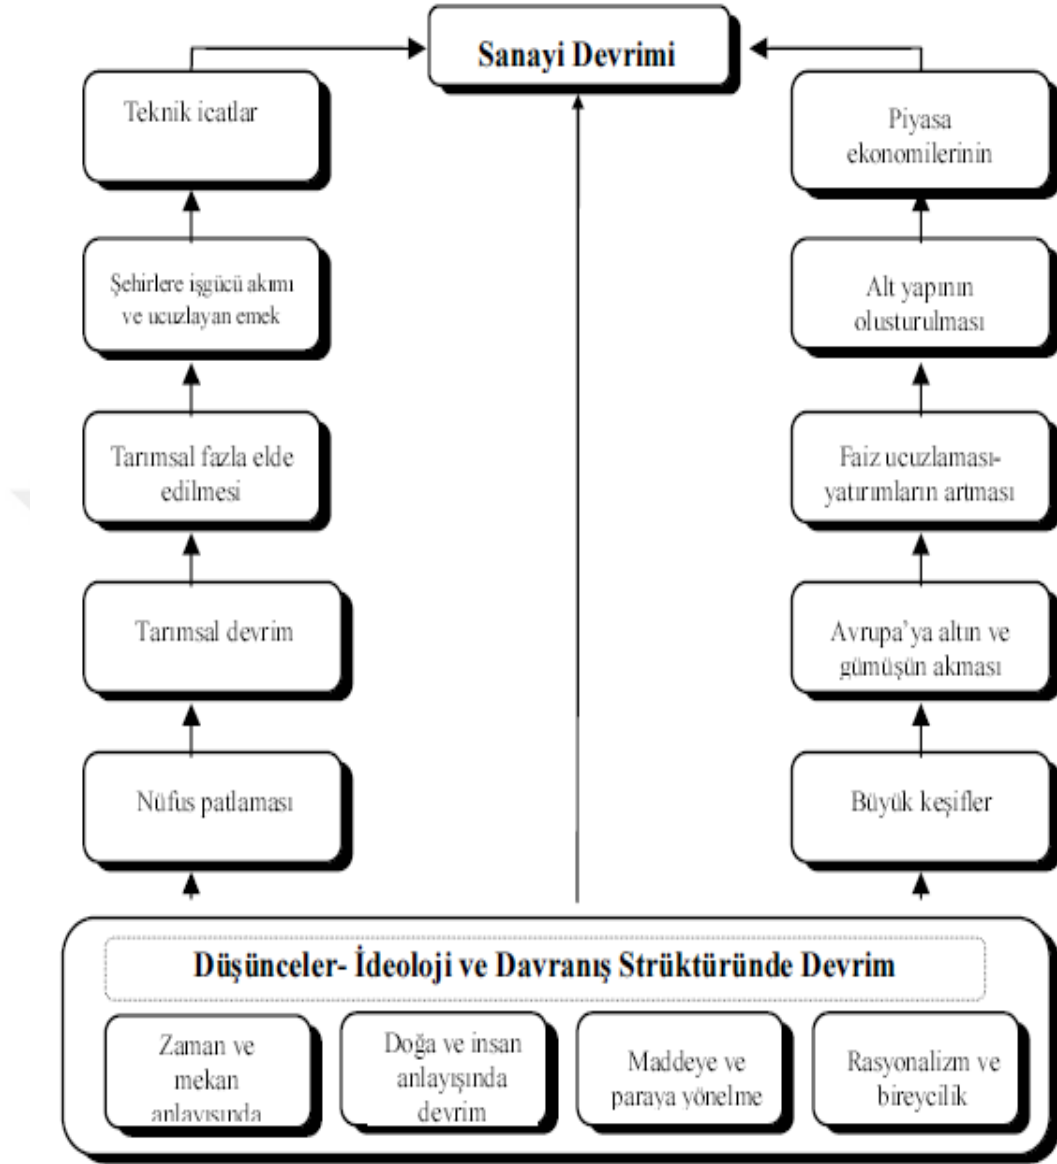 Sanayi Devrimi
Teknik icatlar
Piyasa
ekonomilerinin
Şehirlere işgücü akımı
ve ucuzlayan emek
Alt yapının
olusturulması
Tarımsal fazla elde
edilmesi
Faiz ucuzlaması-
yatırımların artması
Tarımsal devrim
Avrupa’ya altın ve
gümüşün akması
Nüfus patlaması
Büyük keşifler
Düşünceler- İdeoloji ve Davranış Strüktüründe Devrim
Zaman ve
mekan
anlayısında
Doğa ve insan
anlayışında
devrim
Maddeye ve
paraya yönelme
Rasyonalizm ve
bireycilik